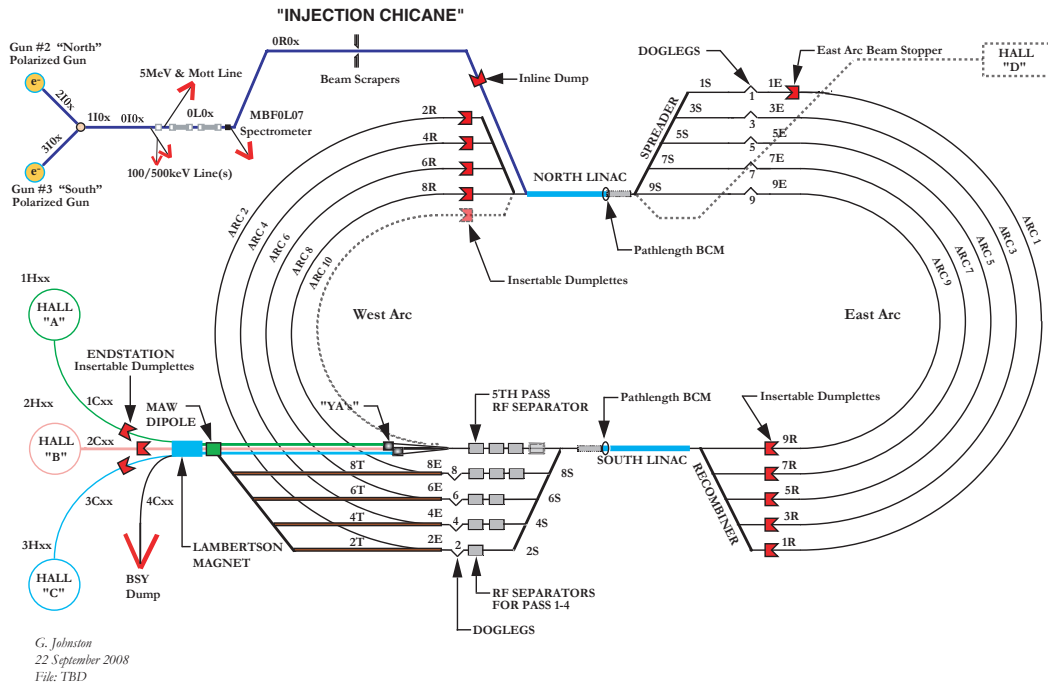 "INJECTION CHICANE"
Gun #2 “North”
Polarized Gun
e-
2I0x
1I0x
0I0x
3I0x
e-
Gun #3 “South”
Polarized Gun
5MeV & Mott Line
0L0x
100/500keV Line(s)
MBF0L07
Spectrometer
0R0x
Beam Scrapers
Inline Dump
2R
4R
6R
8R
NORTH LINAC
Pathlength BCM
Insertable Dumplettes
SPREADER
DOGLEGS
East Arc Beam Stopper
HALL
"D"
1S
1
1E
3S
3
3E
5S
5
5E
7S
7
7E
9S
9
9E
ARC 2
ARC 4
ARC 6
ARC 8
ARC 10
West Arc
East Arc
ARC 1
ARC 3
ARC 5
ARC 7
ARC 9
1Hxx
HALL
"A"
ENDSTATION
Insertable Dumplettes
1Cxx
2Hxx
HALL
"B"
2Cxx
3Cxx
4Cxx
3Hxx
HALL
"C"
BSY
Dump
MAW
DIPOLE
LAMBERTSON
MAGNET
"YA's"
5TH PASS
RF SEPARATOR
Pathlength BCM
SOUTH LINAC
Insertable Dumplettes
8T
8E
8
8S
6T
6E
6
6S
4T
4E
4
4S
2T
2E
2
2S
RF SEPARATORS
FOR PASS 1-4
DOGLEGS
RECOMBINER
9R
7R
5R
3R
1R
G. Johnston
22 September 2008
File: TBD